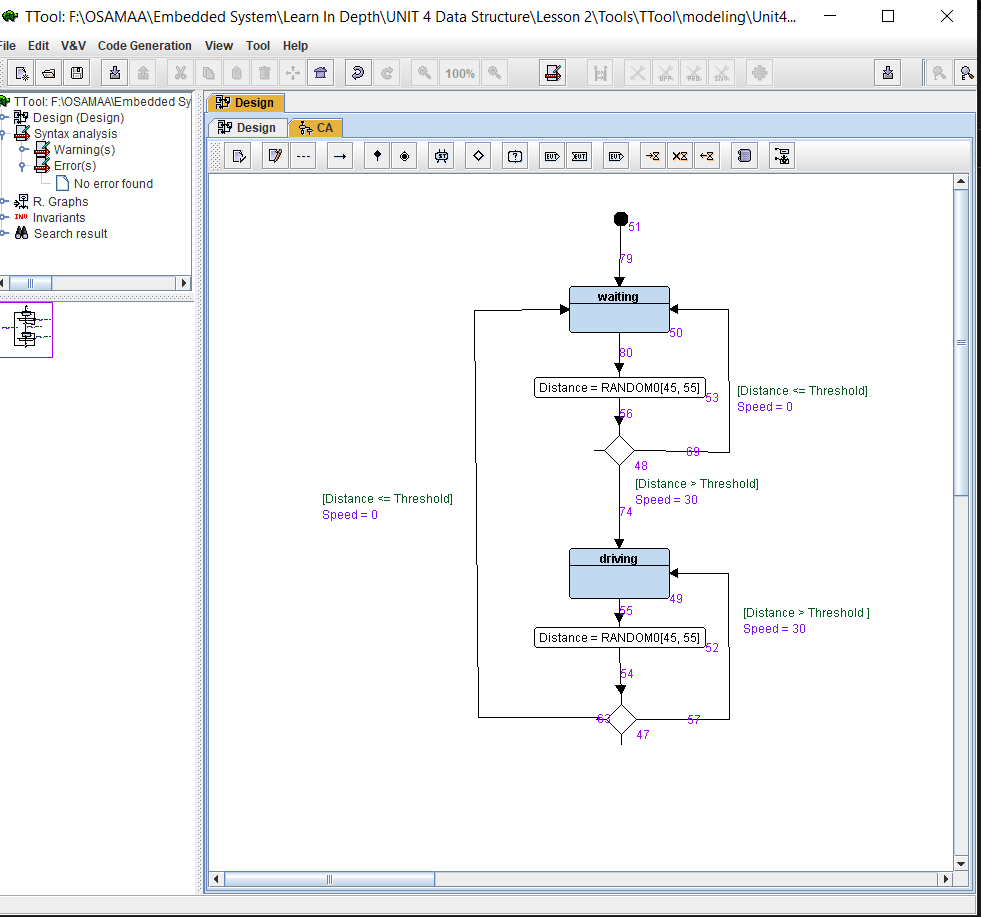 TTool: F:\OSAMAA\Embedded System\Learn In Depth\UNIT 4 Data Structure\Lesson 2\Tools\TTool\modeling\Unit4...
File Edit V&V Code Generation View Tool Help
100%
TTool: F:\OSAMAA\Embedded Sy
Design (Design)
Syntax analysis
Warning(s)
Error(s)
No error found
R. Graphs
INV Invariants
Search result
Design
Design CA
51
79
waiting
50
80
Distance = RANDOM0[45, 55]
53
[Distance <= Threshold]
Speed = 0
56
69
48
[Distance > Threshold]
Speed = 30
74
[Distance <= Threshold]
Speed = 0
driving
49
55
[Distance > Threshold ]
Speed = 30
Distance = RANDOM0[45, 55]
52
54
63
57
47